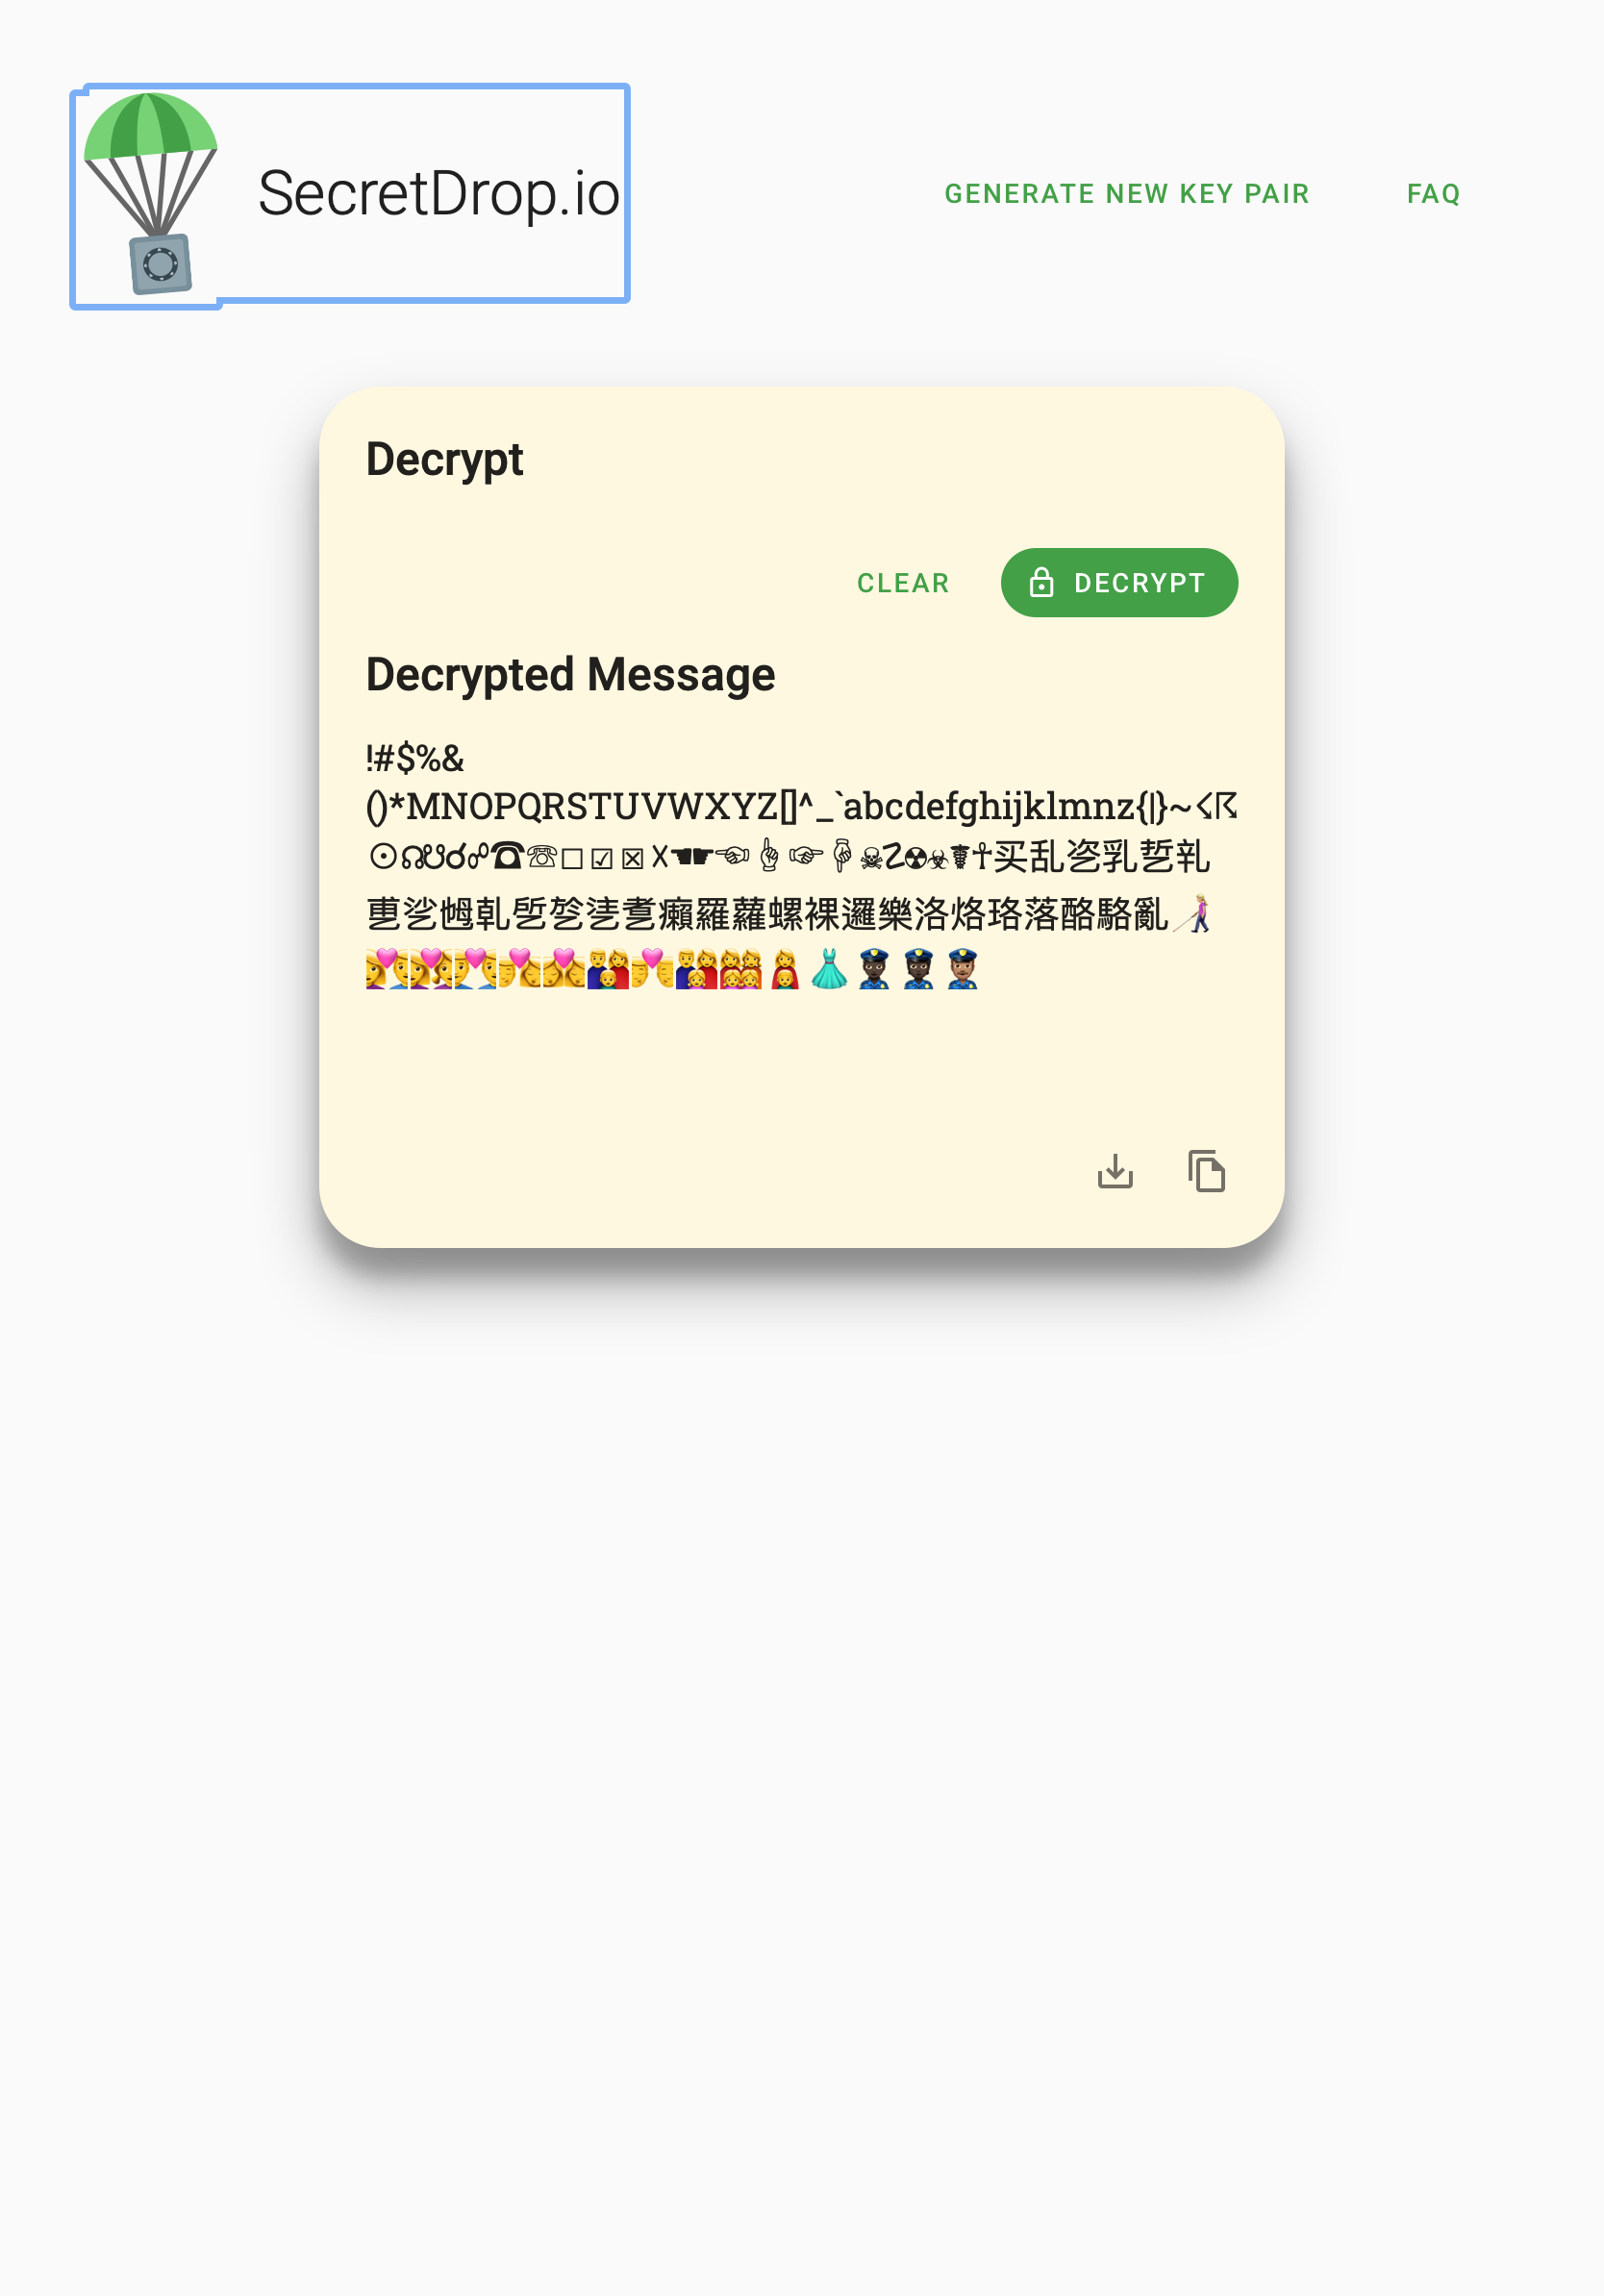 SecretDrop.io
GENERATE NEW KEY PAIR
FAQ
Decrypt
CLEAR
DECRYPT
Decrypted Message
!#$%&
()*MNOPQRSTUVWXYZ[]^_`abcdefghijklmnz{|}~☇☈
☉☊☋☌☍☎☏☐☑☒☓☚☛☜☝☞☟☠☡☢☣☤☥买乱乲乳乴乵
乶乷乸乹乺乻乼乽癩羅蘿螺裸邏樂洛烙珞落酪駱亂👩🏼‍🦯
👩‍❤️‍👨👩‍❤️‍👩👨‍❤️‍👨👩‍❤️‍💋‍👨👩‍❤️‍💋‍👩👨‍👩‍👦👨‍❤️‍💋‍👨👨‍👩‍👧👩‍👩‍👧‍👧👩‍👦👗👮🏿👮🏿👮🏽